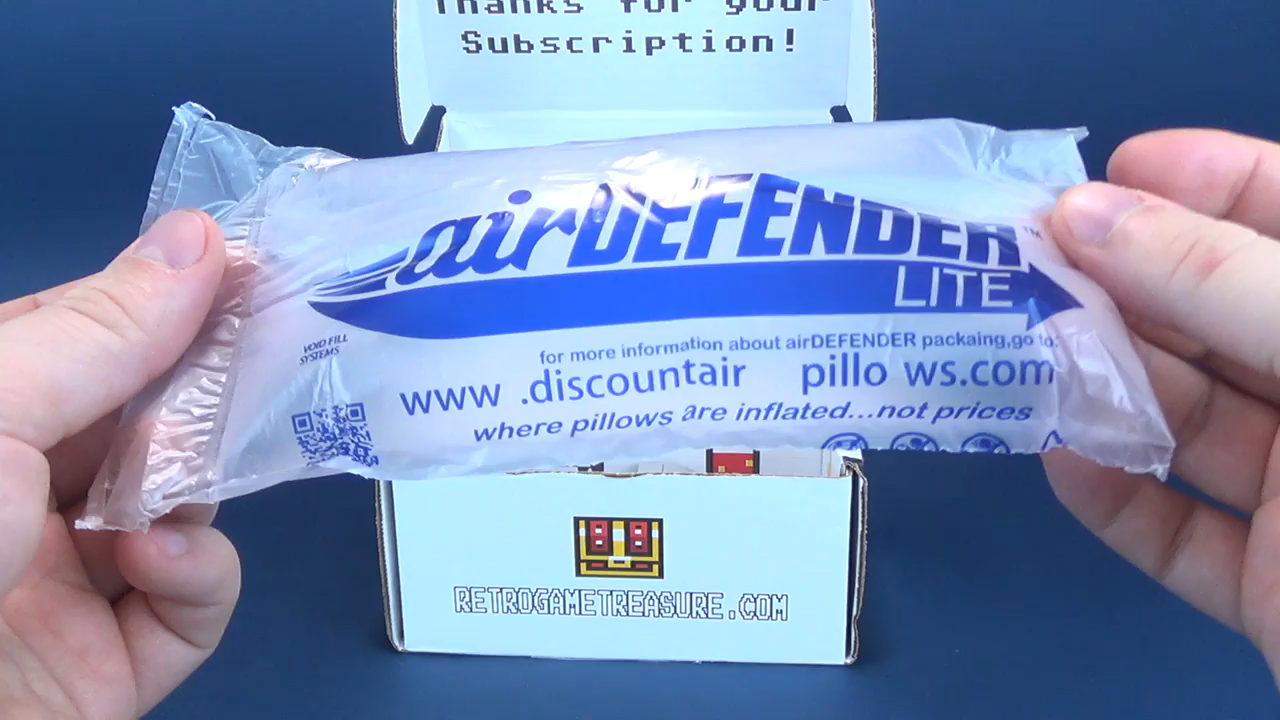 Thanks for your
Subscription!
airDEFENDER™
LITE
VOID FILL
SYSTEMS
for more information about airDEFENDER packaing,go to:
www .discountair pillo ws.com
where pillows are inflated...not prices
RETROGAMETREASURE.COM